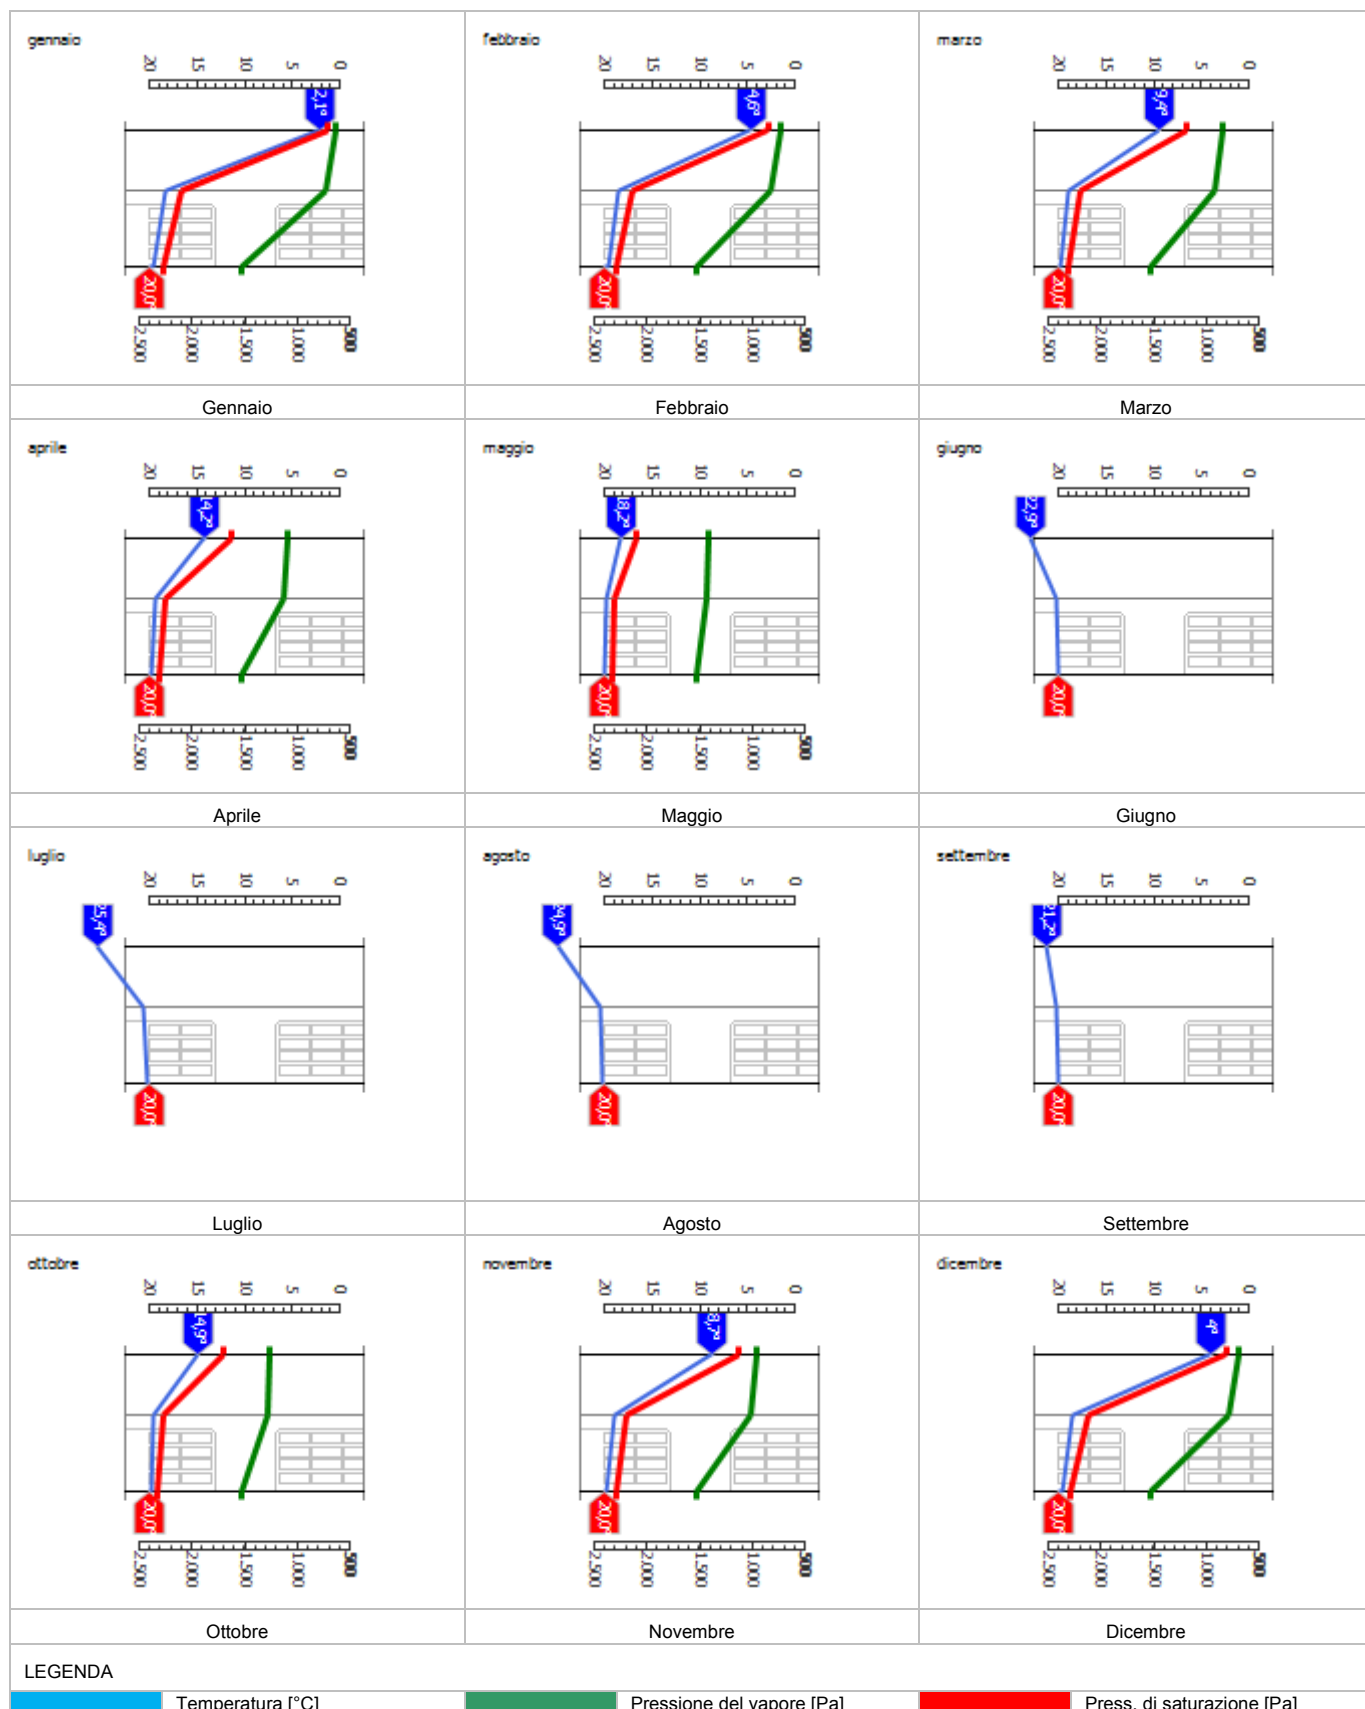 gennaio
20 15 10 5 0
2,1°
20,0°
2.500 2.000 1.500 1.000 500
Gennaio
febbraio
20 15 10 5 0
4,6°
20,0°
2.500 2.000 1.500 1.000 500
Febbraio
marzo
20 15 10 5 0
9,4°
20,0°
2.500 2.000 1.500 1.000 500
Marzo
aprile
20 15 10 5 0
14,2°
20,0°
2.500 2.000 1.500 1.000 500
Aprile
maggio
20 15 10 5 0
18,2°
20,0°
2.500 2.000 1.500 1.000 500
Maggio
giugno
20 15 10 5 0
22,9°
20,0°
Giugno
luglio
20 15 10 5 0
25,4°
20,0°
Luglio
agosto
20 15 10 5 0
24,9°
20,0°
Agosto
settembre
20 15 10 5 0
21,2°
20,0°
Settembre
ottobre
20 15 10 5 0
14,9°
20,0°
2.500 2.000 1.500 1.000 500
Ottobre
novembre
20 15 10 5 0
8,7°
20,0°
2.500 2.000 1.500 1.000 500
Novembre
dicembre
20 15 10 5 0
4°
20,0°
2.500 2.000 1.500 1.000 500
Dicembre
LEGENDA
Temperatura [°C]
Pressione del vapore [Pa]
Press. di saturazione [Pa]